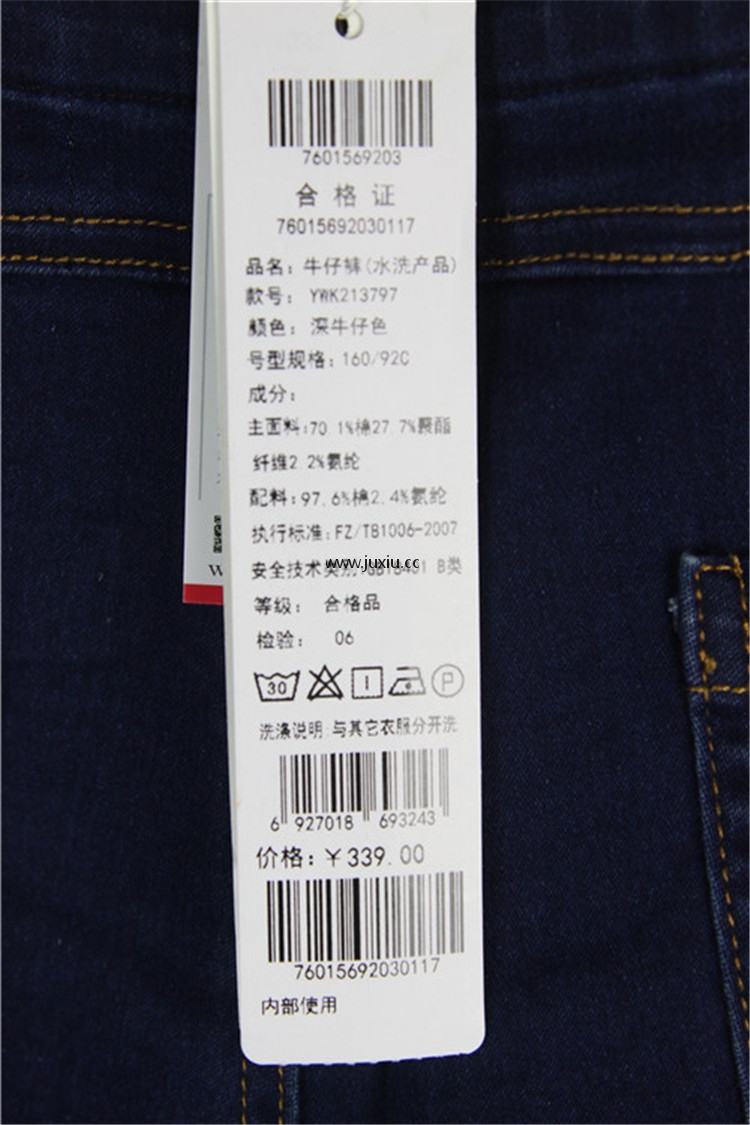 7601569203
合格证
76015692030117
品名：牛仔裤(水洗产品)
款号：YWK213797
颜色：深牛仔色
号型规格：160/92C
成分：
主面料:70.1%棉27.7%聚酯
纤维2.2%氨纶
配料:97.6%棉2.4%氨纶
执行标准:FZ/T81006-2007
安全技术类别 GB18401 B类
www.juxiu.cc
等级： 合格品
检验： 06
30
P
洗涤说明:与其它衣服分开洗
6 927018 693243
价格:￥339.00
76015692030117
内部使用
W